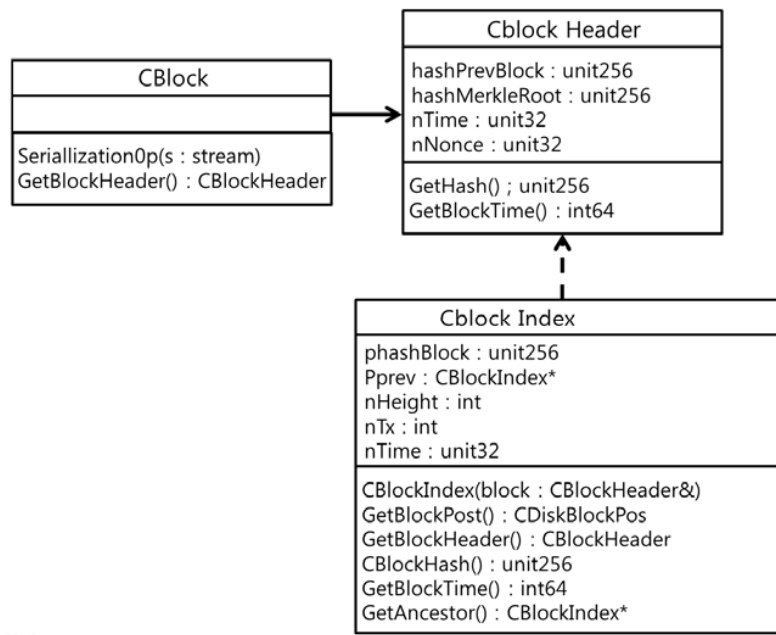 CBlock
Seriallization0p(s : stream)
GetBlockHeader() : CBlockHeader
Cblock Header
hashPrevBlock : unit256
hashMerkleRoot : unit256
nTime : unit32
nNonce : unit32
GetHash() ; unit256
GetBlockTime() : int64
Cblock Index
phashBlock : unit256
Pprev : CBlockIndex*
nHeight : int
nTx : int
nTime : unit32
CBlockIndex(block : CBlockHeader&)
GetBlockPost() : CDiskBlockPos
GetBlockHeader() : CBlockHeader
CBlockHash() : unit256
GetBlockTime() : int64
GetAncestor() : CBlockIndex*